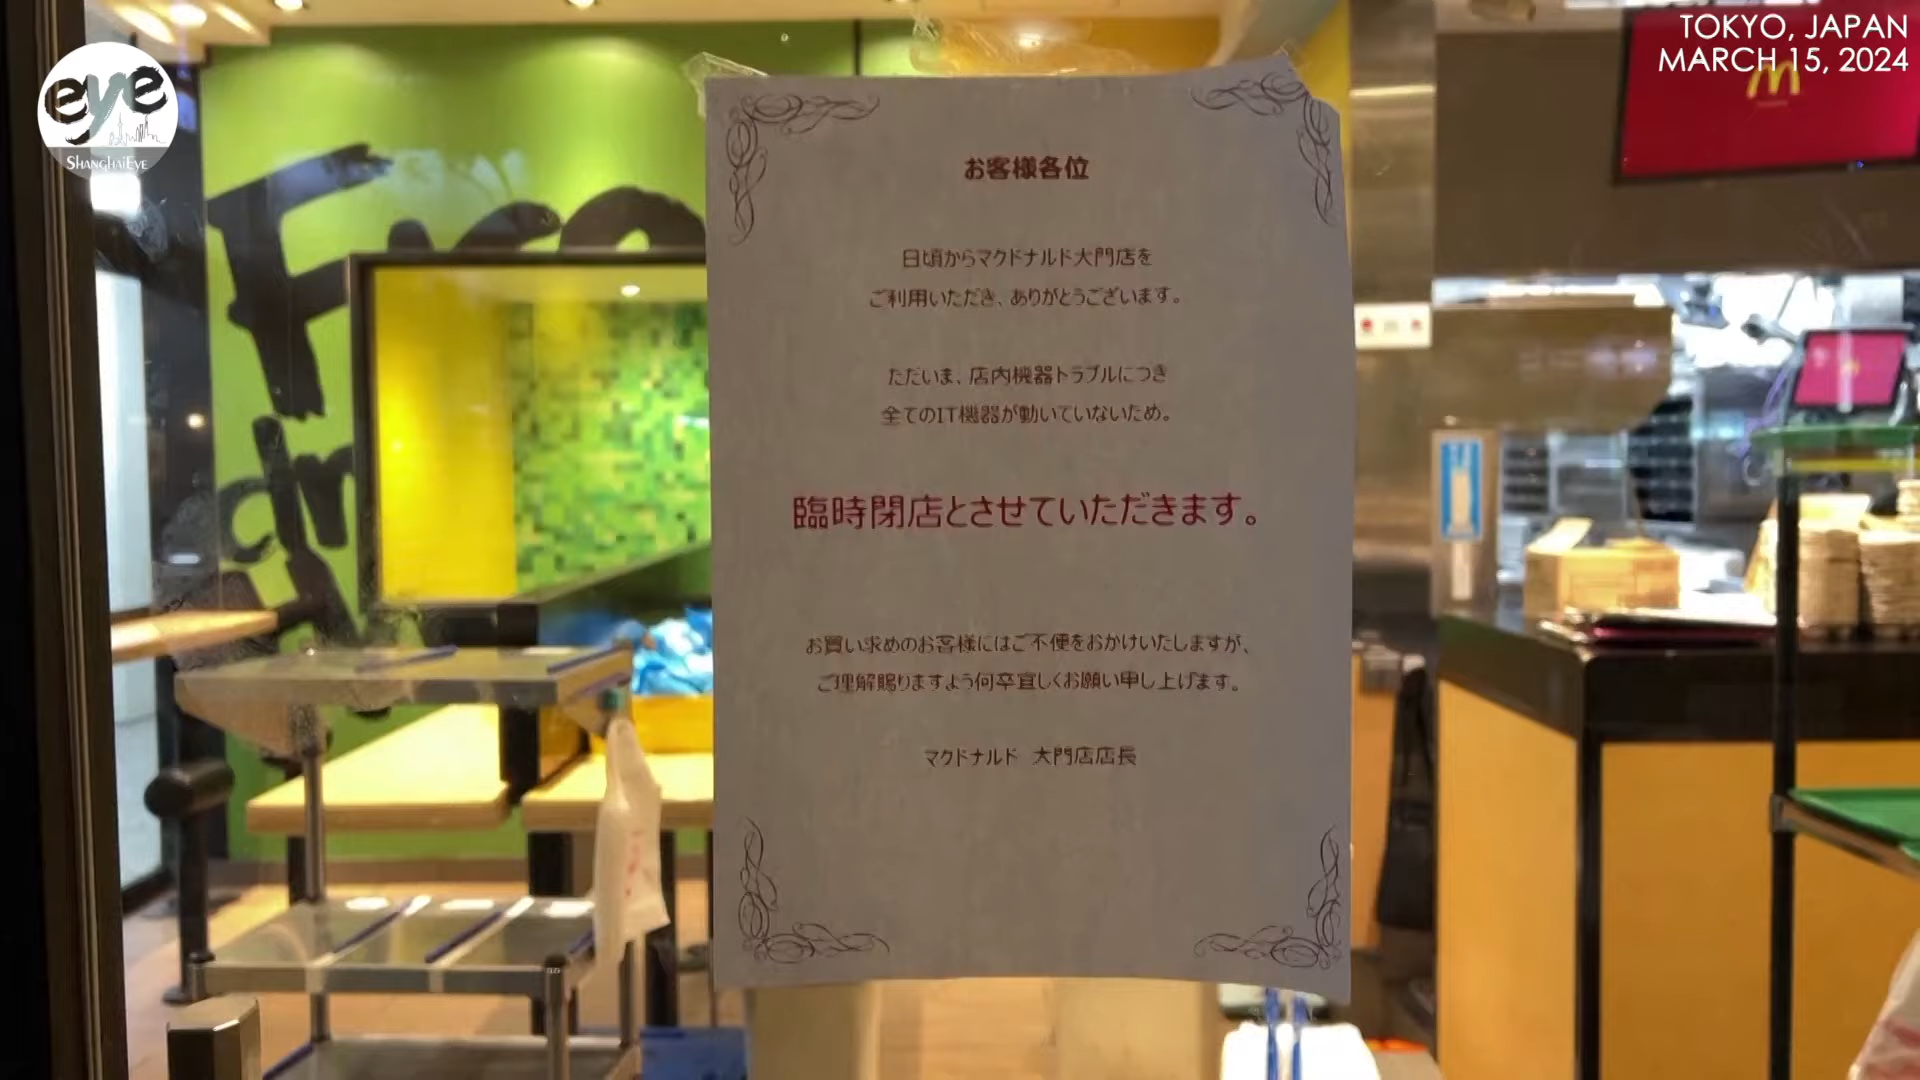 eye
ShanghaiEye
TOKYO, JAPAN
MARCH 15, 2024
お客様各位
日頃からマクドナルド大門店を
ご利用いただき、ありがとうございます。
ただいま、店内機器トラブルにつき
全てのIT機器が動いていないため。
臨時閉店とさせていただきます。
お買い求めのお客様にはご不便をおかけいたしますが、
ご理解賜りますよう何卒宜しくお願い申し上げます。
マクドナルド 大門店店長